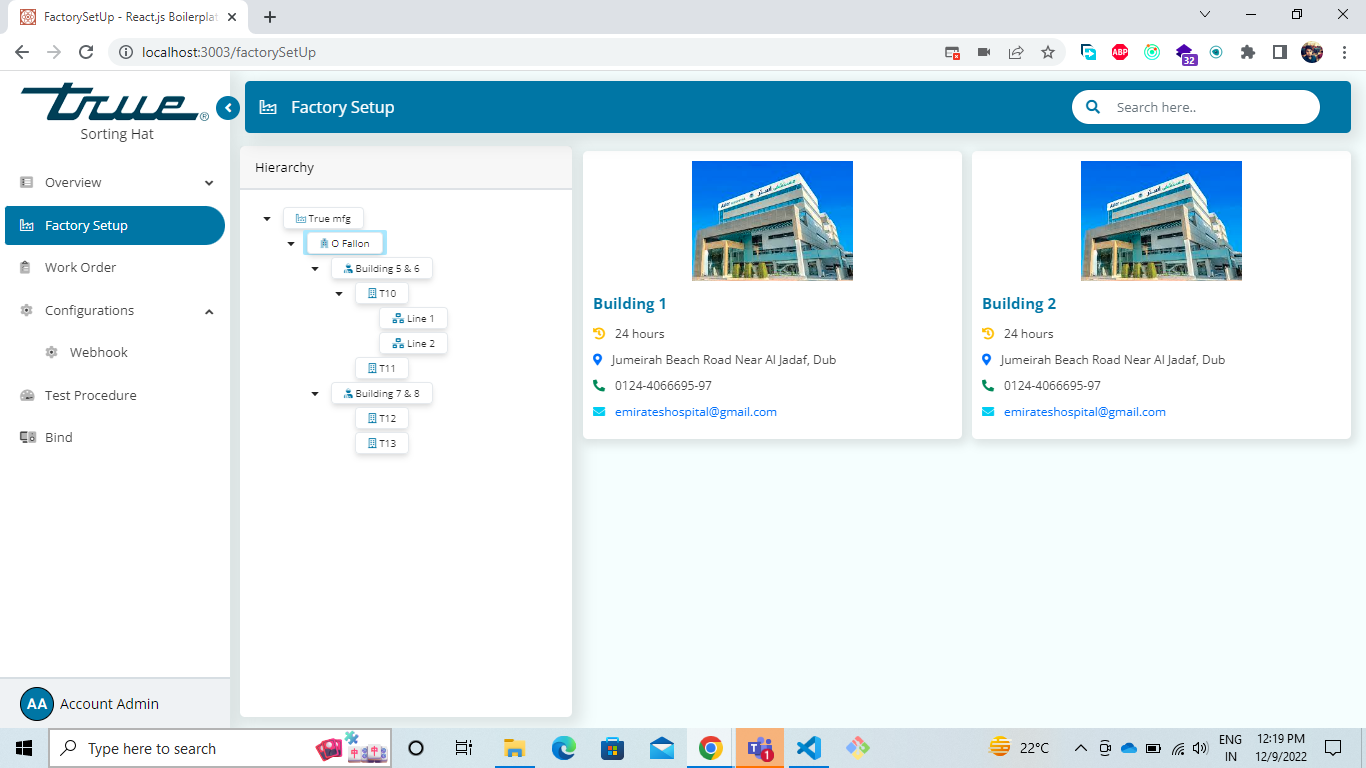 FactorySetUp - React.js Boilerplat
localhost:3003/factorySetUp
ABP
32
True®
Sorting Hat
Overview
Factory Setup
Work Order
Configurations
Webhook
Test Procedure
Bind
AA Account Admin
Factory Setup
Search here..
Hierarchy
True mfg
O Fallon
Building 5 & 6
T10
Line 1
Line 2
T11
Building 7 & 8
T12
T13
Building 1
24 hours
Jumeirah Beach Road Near Al Jadaf, Dub
0124-4066695-97
emirateshospital@gmail.com
Building 2
24 hours
Jumeirah Beach Road Near Al Jadaf, Dub
0124-4066695-97
emirateshospital@gmail.com
Type here to search
1
22°C
ENG
IN
12:19 PM
12/9/2022